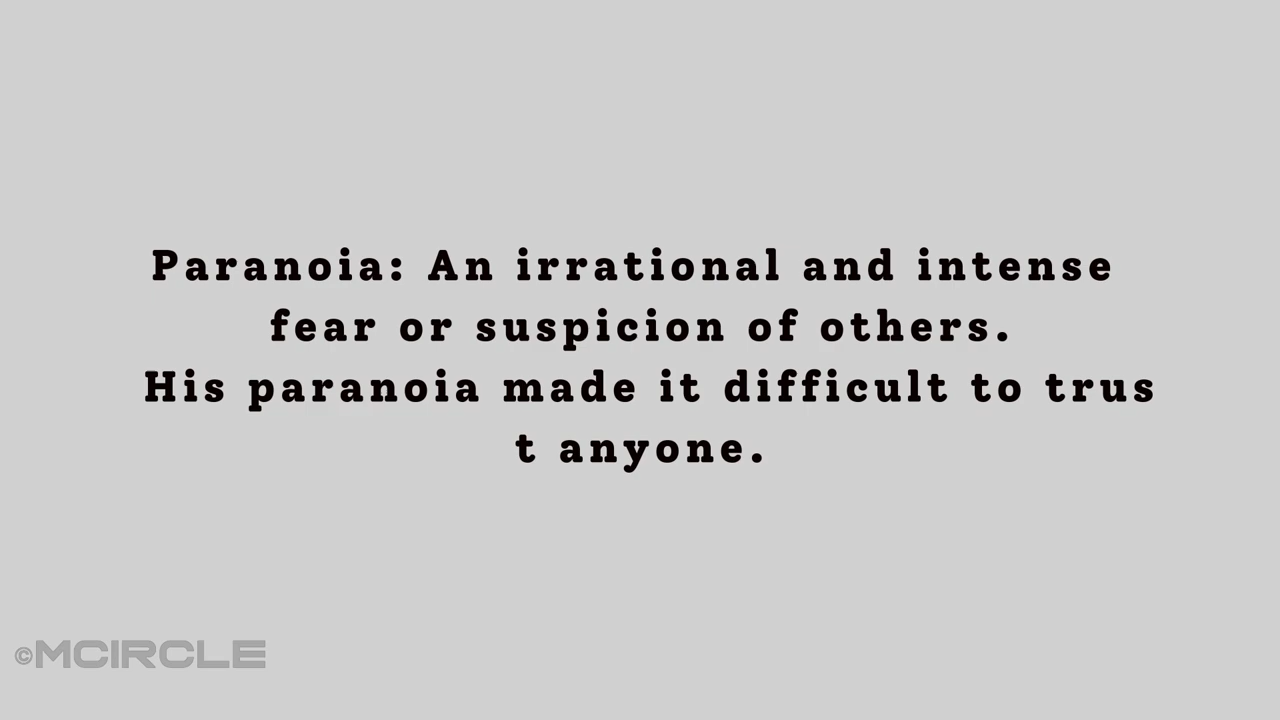 Paranoia: An irrational and intense
fear or suspicion of others.
His paranoia made it difficult to trus
t anyone.
©MCIRCLE